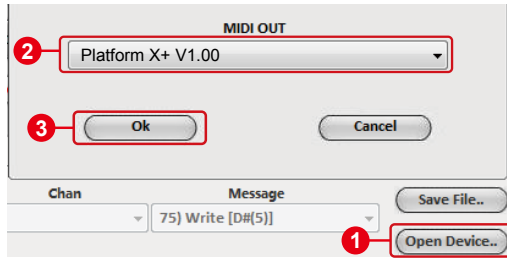 MIDI OUT
2 Platform X+ V1.00
3 Ok Cancel
Chan Message Save File..
75) Write [D#(5)]
1 Open Device..